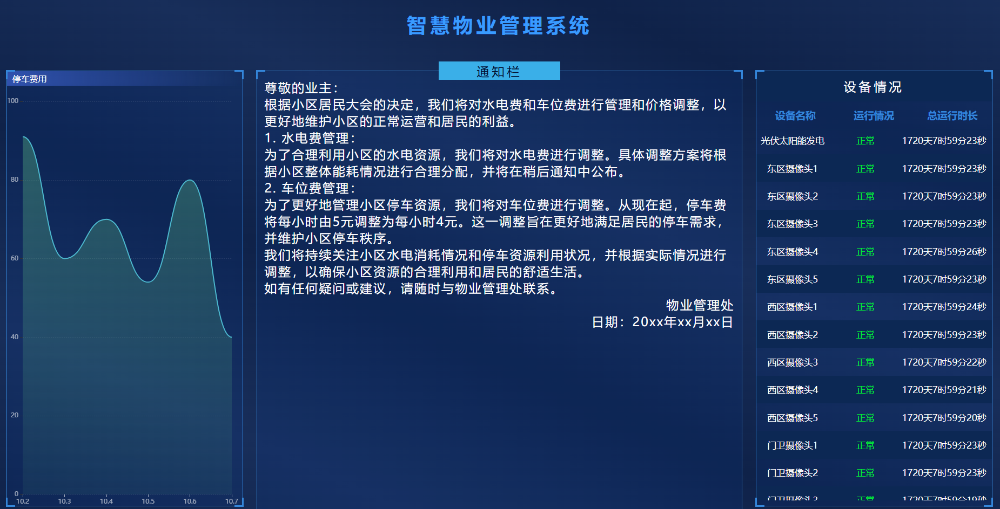 智慧物业管理系统
停车费用
100
80
60
40
20
0
10.2 10.3 10.4 10.5 10.6 10.7
通知栏
尊敬的业主：
根据小区居民大会的决定，我们将对水电费和车位费进行管理和价格调整，以
更好地维护小区的正常运营和居民的利益。
1. 水电费管理：
为了合理利用小区的水电资源，我们将对水电费进行调整。具体调整方案将根
据小区整体能耗情况进行合理分配，并将在稍后通知中公布。
2. 车位费管理：
为了更好地管理小区停车资源，我们将对车位费进行调整。从现在起，停车费
将每小时由5元调整为每小时4元。这一调整旨在更好地满足居民的停车需求，
并维护小区停车秩序。
我们将持续关注小区水电消耗情况和停车资源利用状况，并根据实际情况进行
调整，以确保小区资源的合理利用和居民的舒适生活。
如有任何疑问或建议，请随时与物业管理处联系。
物业管理处
日期：20xx年xx月xx日
设备情况
设备名称 运行情况 总运行时长
光伏太阳能发电 正常 1720天7时59分23秒
东区摄像头1 正常 1720天7时59分23秒
东区摄像头2 正常 1720天7时59分23秒
东区摄像头3 正常 1720天7时59分23秒
东区摄像头4 正常 1720天7时59分26秒
东区摄像头5 正常 1720天7时59分23秒
西区摄像头1 正常 1720天7时59分24秒
西区摄像头2 正常 1720天7时59分23秒
西区摄像头3 正常 1720天7时59分22秒
西区摄像头4 正常 1720天7时59分21秒
西区摄像头5 正常 1720天7时59分20秒
门卫摄像头1 正常 1720天7时59分23秒
门卫摄像头2 正常 1720天7时59分23秒
门卫摄像头3 正常 1720天7时59分19秒